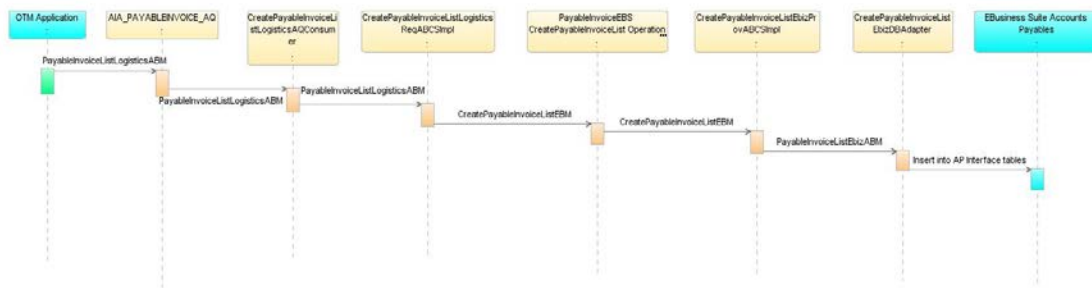 OTM Application
AIA_PAYABLEINVOICE_AQ
CreatePayableInvoiceLi
stLogisticsAQConsum
er
:
CreatePayableInvoiceListLogistics
ReqABCSImpl
:
PayableInvoiceEBS
CreatePayableInvoiceList Operation
...
:
CreatePayableInvoiceListEbizPr
ovABCSImpl
:
CreatePayableInvoiceList
EbizDBAdapter
:
EBusiness Suite Accounts
Payables
:
PayableInvoiceListLogisticsABM
PayableInvoiceListLogisticsABM
PayableInvoiceListLogisticsABM
CreatePayableInvoiceListEBM
CreatePayableInvoiceListEBM
PayableInvoiceListEbizABM
Insert into AP Interface tables